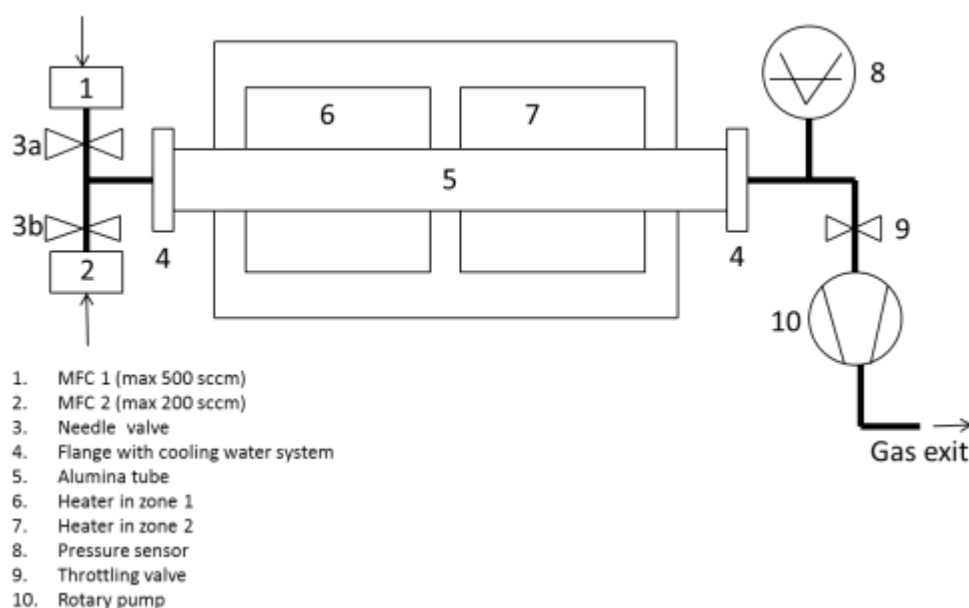 1
3a
3b
2
4
6
7
5
4
8
9
10
Gas exit
1. MFC 1 (max 500 sccm)
2. MFC 2 (max 200 sccm)
3. Needle valve
4. Flange with cooling water system
5. Alumina tube
6. Heater in zone 1
7. Heater in zone 2
8. Pressure sensor
9. Throttling valve
10. Rotary pump